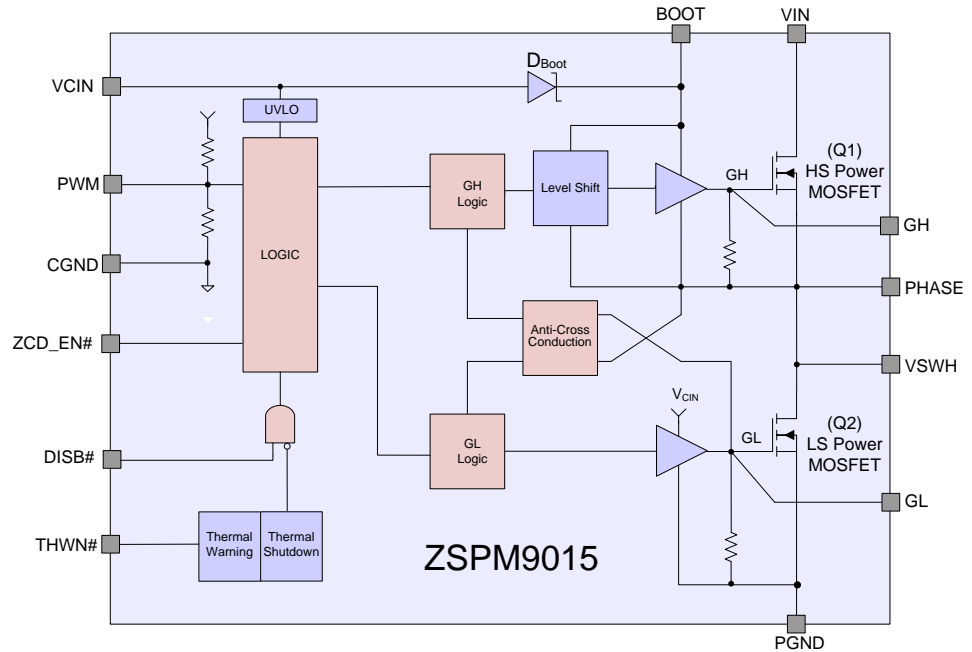 BOOT
VIN
VCIN
DBoot
UVLO
PWM
LOGIC
GH
Logic
Level Shift
GH
(Q1)
HS Power
MOSFET
GH
CGND
PHASE
ZCD_EN#
Anti-Cross
Conduction
VSWH
VCIN
DISB#
GL
Logic
GL
(Q2)
LS Power
MOSFET
GL
THWN#
Thermal
Warning
Thermal
Shutdown
ZSPM9015
PGND